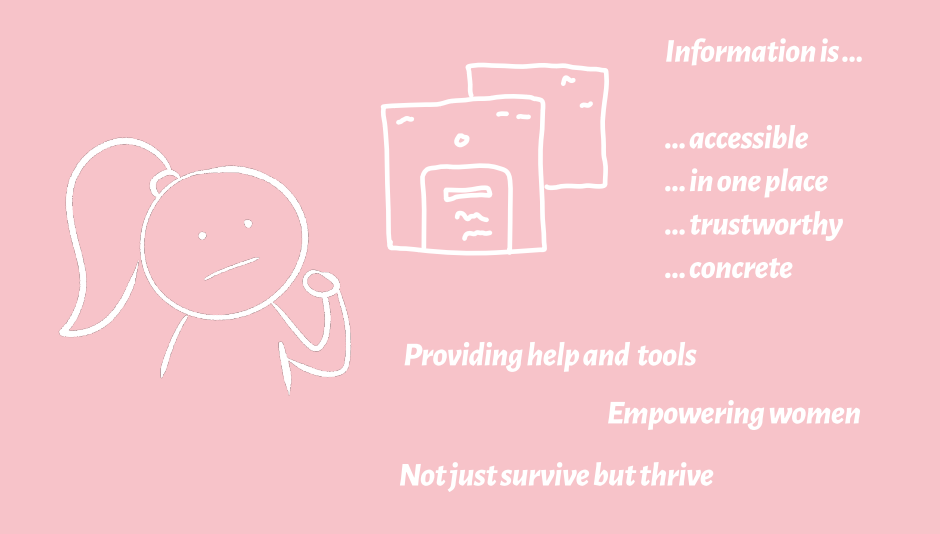 Information is ...
... accessible
... in one place
... trustworthy
... concrete
Providing help and tools
Empowering women
Not just survive but thrive